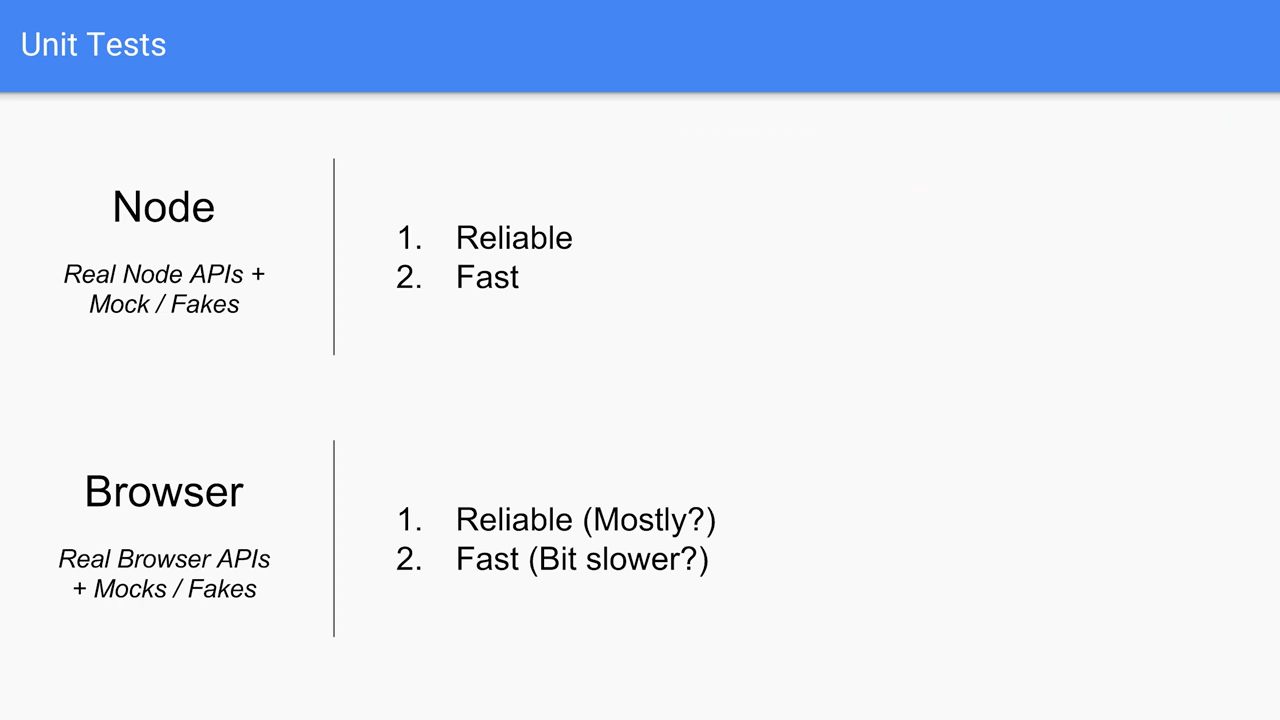 Unit Tests
Node
Real Node APIs +
Mock / Fakes
1. Reliable
2. Fast
Browser
Real Browser APIs
+ Mocks / Fakes
1. Reliable (Mostly?)
2. Fast (Bit slower?)